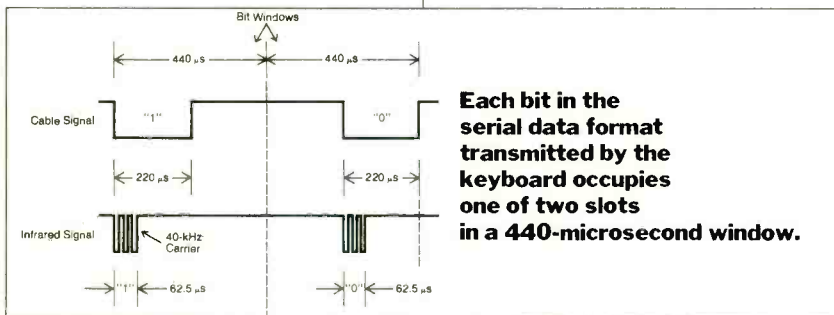 Bit Windows
440 µs
440 µs
Cable Signal
"1"
"0"
220 µs
220 µs
Infrared Signal
40-kHz
Carrier
"1"
62.5 µs
"0"
62.5 µs
Each bit in the
serial data format
transmitted by the
keyboard occupies
one of two slots
in a 440-microsecond window.